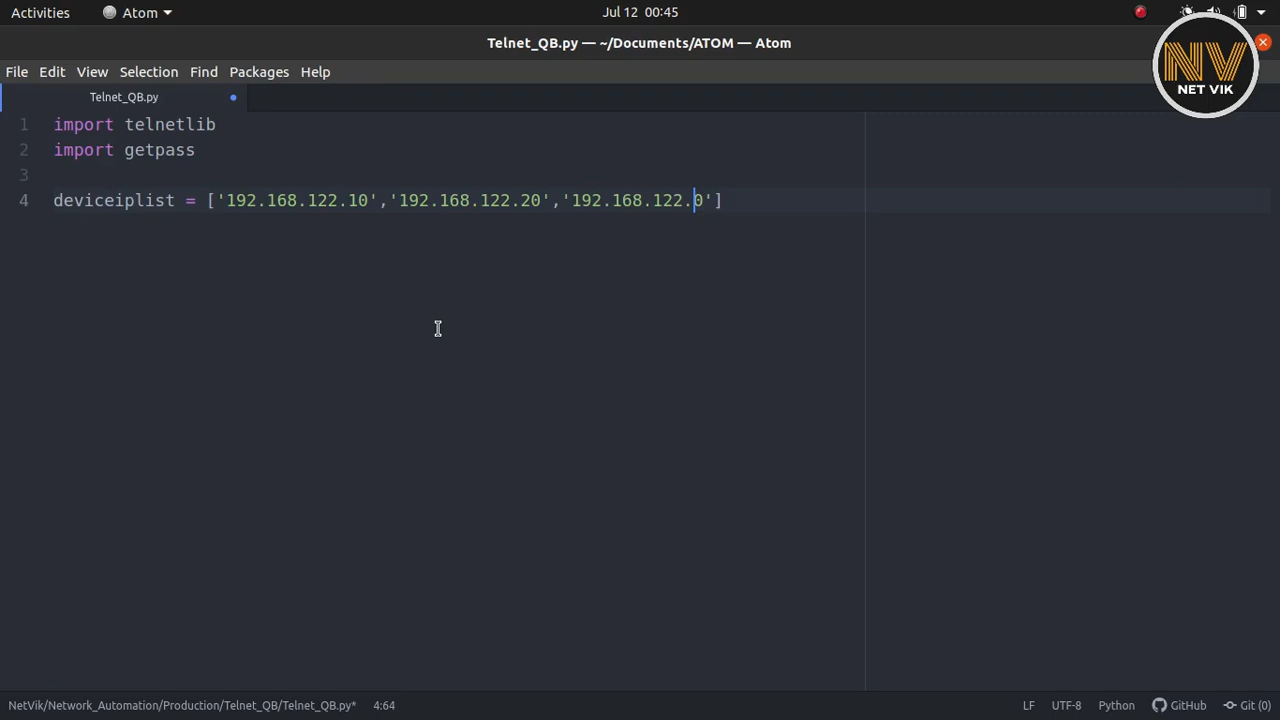 Activities Atom Jul 12 00:45
Telnet_QB.py — ~/Documents/ATOM — Atom
NV
NET VIK
File Edit View Selection Find Packages Help
Telnet_QB.py
1 import telnetlib
2 import getpass
3
4 deviceiplist = ['192.168.122.10','192.168.122.20','192.168.122.0']
NetVik/Network_Automation/Production/Telnet_QB/Telnet_QB.py* 4:64 LF UTF-8 Python GitHub Git (0)